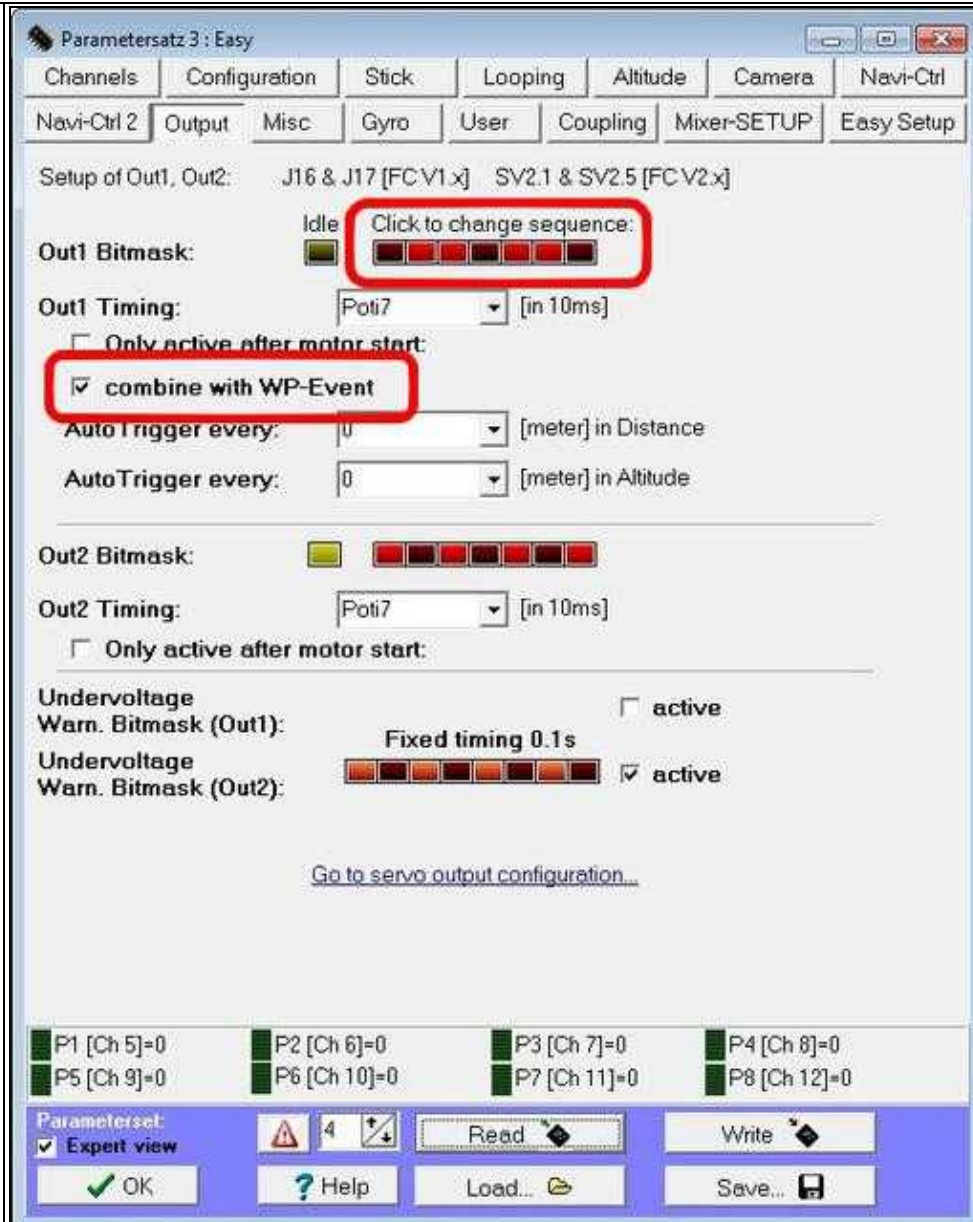 Parametersatz 3 : Easy
Channels Configuration Stick Looping Altitude Camera Navi-Ctrl
Navi-Ctrl 2 Output Misc Gyro User Coupling Mixer-SETUP Easy Setup
Setup of Out1, Out2: J16 & J17 [FC V1.x] SV2.1 & SV2.5 [FC V2.x]
Idle Click to change sequence:
Out1 Bitmask:
Out1 Timing: Poti7 [in 10ms]
Only active after motor start:
combine with WP-Event
AutoTrigger every: 0 [meter] in Distance
AutoTrigger every: 0 [meter] in Altitude
Out2 Bitmask:
Out2 Timing: Poti7 [in 10ms]
Only active after motor start:
Undervoltage
Warn. Bitmask (Out1): active
Fixed timing 0.1s
Undervoltage
Warn. Bitmask (Out2): active
Go to servo output configuration...
P1 [Ch 5]=0 P2 [Ch 6]=0 P3 [Ch 7]=0 P4 [Ch 8]=0
P5 [Ch 9]=0 P6 [Ch 10]=0 P7 [Ch 11]=0 P8 [Ch 12]=0
Parameterset:
Expert view 4 Read Write
OK ? Help Load... Save...